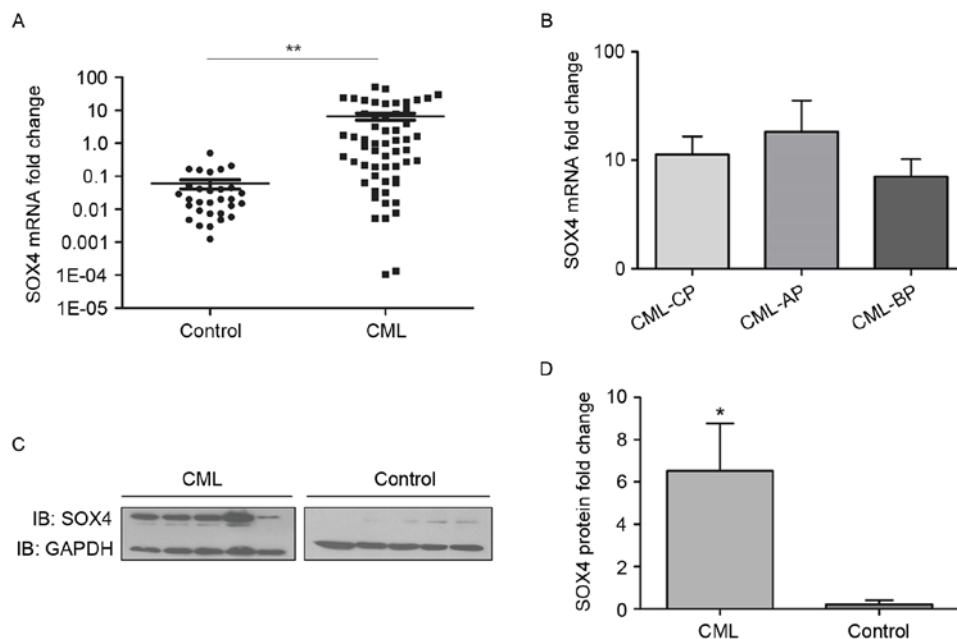 A
**
SOX4 mRNA fold change
100
10
1.0
0.1
0.01
0.001
1E-04
1E-05
Control
CML
B
SOX4 mRNA fold change
100
10
0
CML-CP
CML-AP
CML-BP
C
CML
Control
IB: SOX4
IB: GAPDH
D
SOX4 protein fold change
10
8
6
4
2
0
*
CML
Control